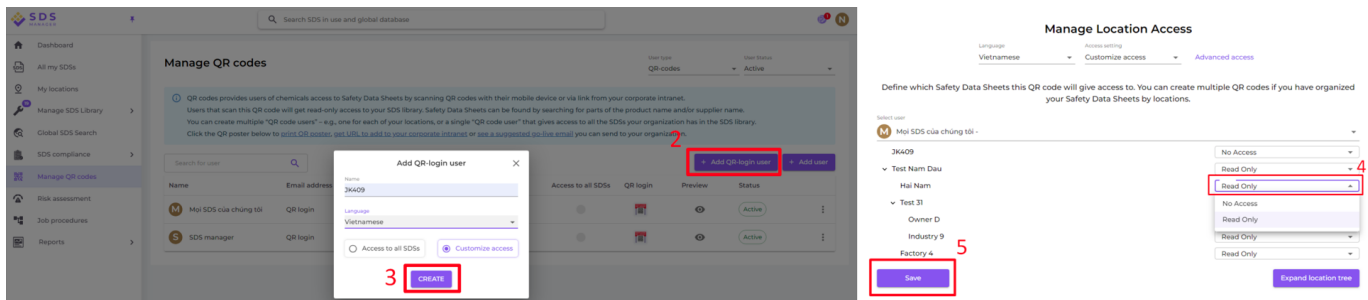 SDS
MANAGER
Search SDS in use and global database
N
Dashboard
All my SDSs
My locations
Manage SDS Library
Global SDS Search
SDS compliance
Manage QR codes
Risk assessment
Job procedures
Reports
Manage QR codes
User type
QR-codes
User Status
Active
QR codes provides users of chemicals access to Safety Data Sheets by scanning QR codes with their mobile device or via link from your corporate intranet.
Users that scan this QR code will get read-only access to your SDS library. Safety Data Sheets can be found by searching for parts of the product name and/or supplier name.
You can create multiple "QR code users" – e.g., one for each of your locations, or a single "QR code user" that gives access to all the SDSs your organization has in the SDS library.
Click the QR poster below to print QR poster, get URL to add to your corporate intranet or see a suggested go-live email you can send to your organization.
2
Search for user
+ Add QR-login user
+ Add user
Name
Email address
Access to all SDSs
QR login
Preview
Status
M
Mọi SDS của chúng tôi
QR login
Active
S
SDS manager
QR login
Active
Add QR-login user
Name
JK409
Language
Vietnamese
Access to all SDSs
Customize access
3
CREATE
Manage Location Access
Language
Vietnamese
Access setting
Customize access
Advanced access
Define which Safety Data Sheets this QR code will give access to. You can create multiple QR codes if you have organized
your Safety Data Sheets by locations.
Select user
M
Mọi SDS của chúng tôi -
JK409
No Access
Test Nam Dau
Read Only
4
Hai Nam
Read Only
No Access
Test 31
Read Only
Owner D
Industry 9
Read Only
5
Factory 4
Read Only
Save
Expand location tree